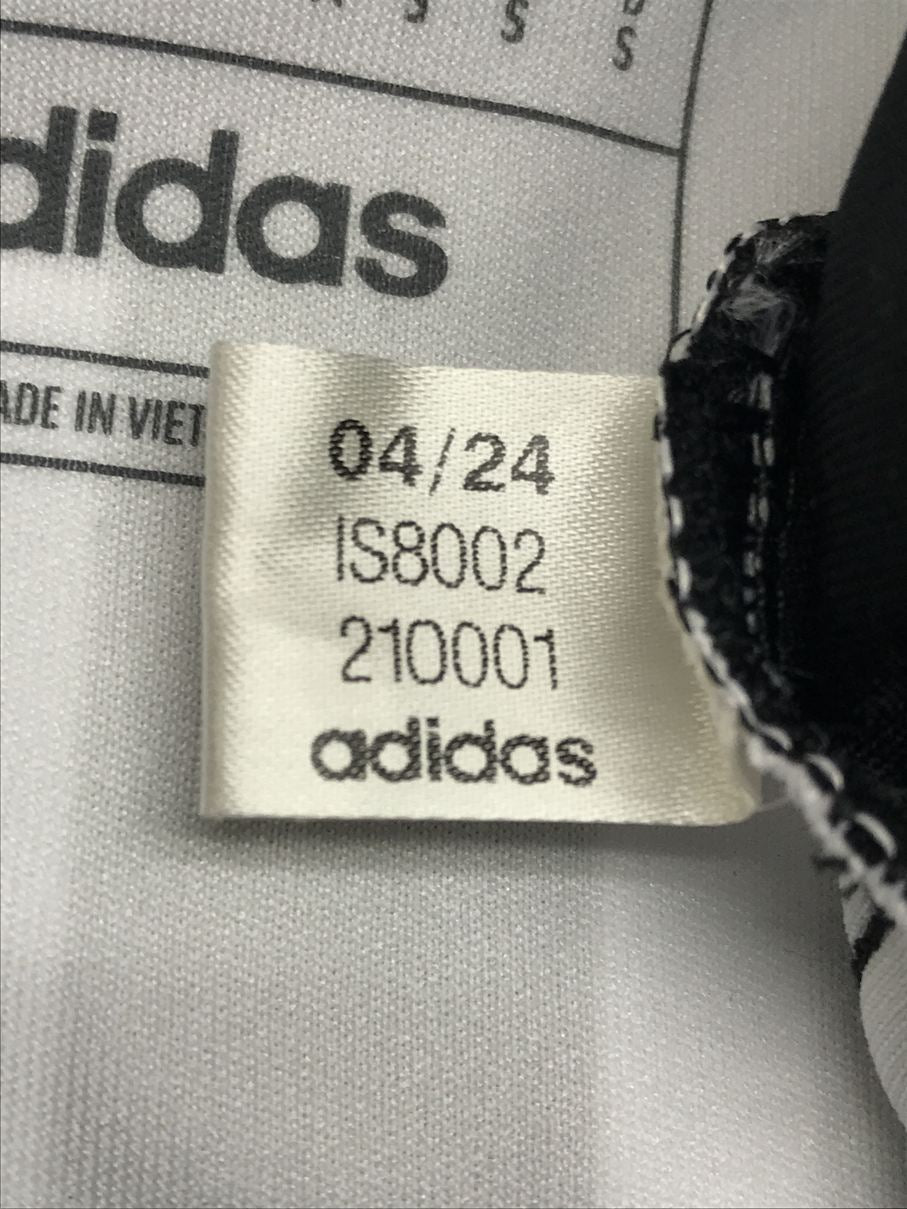 S S S
adidas
ADE IN VIET
04/24
IS8002
210001
adidas